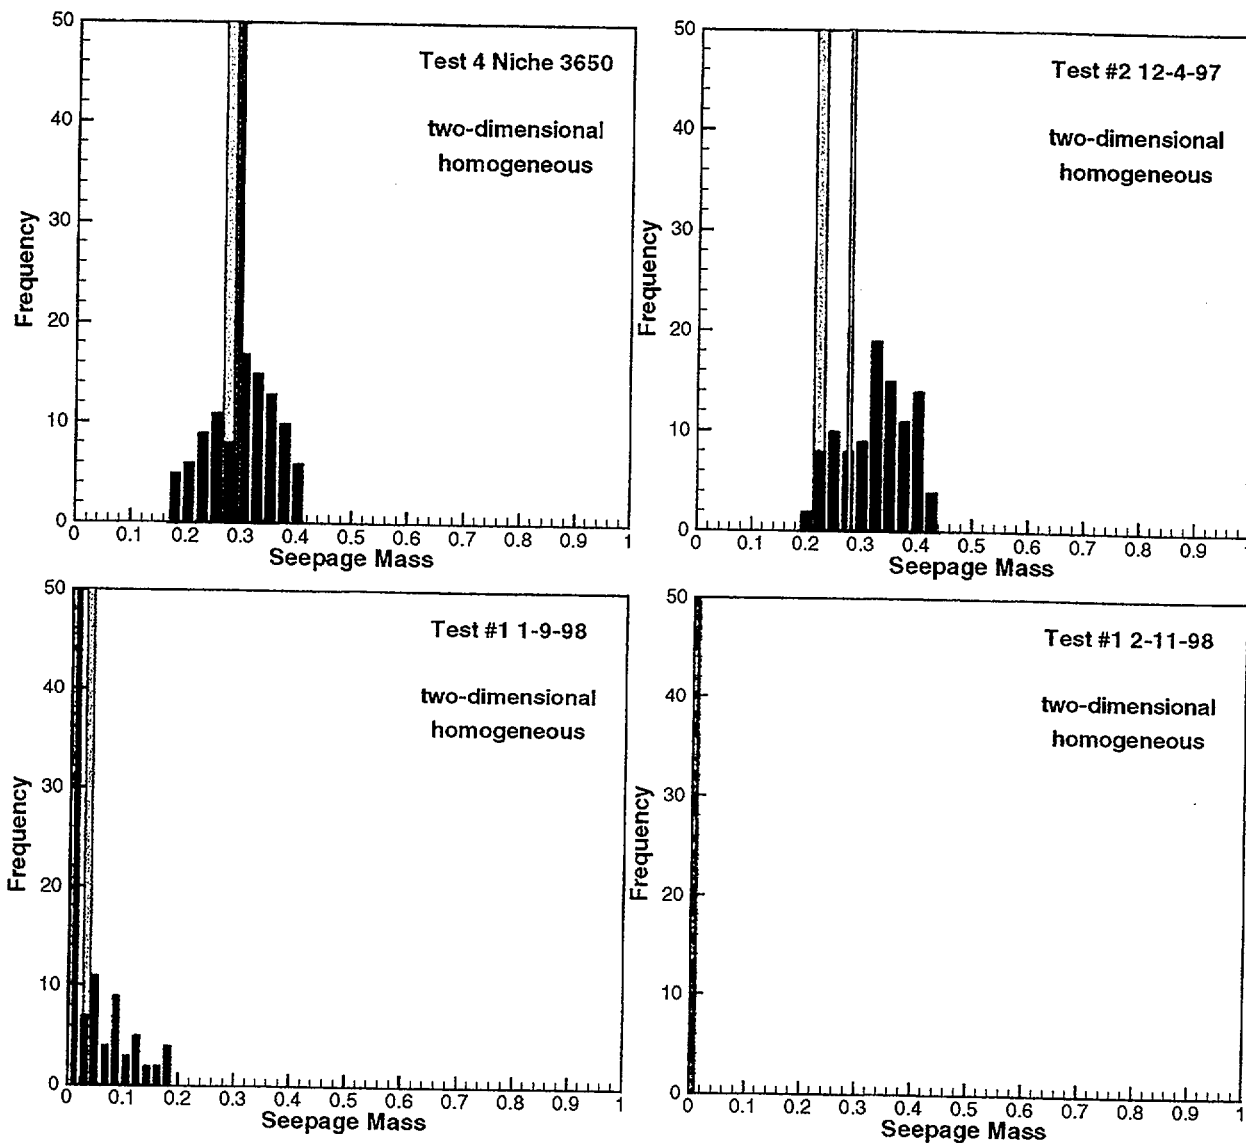 50
40
30
20
10
0
Frequency
Test 4 Niche 3650
two-dimensional
homogeneous
0 0.1 0.2 0.3 0.4 0.5 0.6 0.7 0.8 0.9 1
Seepage Mass
50
40
30
20
10
0
Frequency
Test #2 12-4-97
two-dimensional
homogeneous
0 0.1 0.2 0.3 0.4 0.5 0.6 0.7 0.8 0.9 1
Seepage Mass
50
40
30
20
10
0
Frequency
Test #1 1-9-98
two-dimensional
homogeneous
0 0.1 0.2 0.3 0.4 0.5 0.6 0.7 0.8 0.9 1
Seepage Mass
50
40
30
20
10
0
Frequency
Test #1 2-11-98
two-dimensional
homogeneous
0 0.1 0.2 0.3 0.4 0.5 0.6 0.7 0.8 0.9 1
Seepage Mass